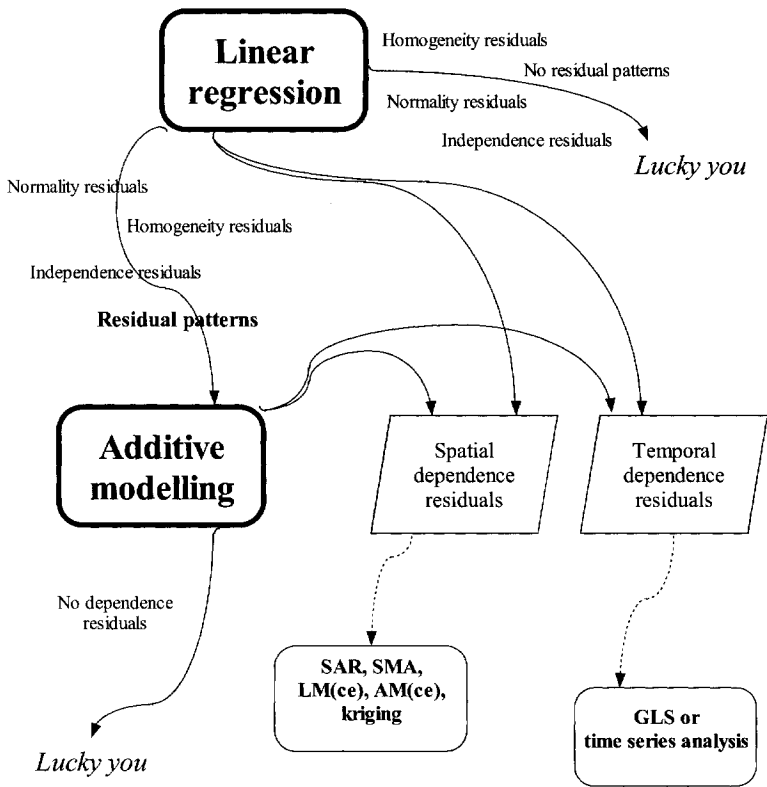 Linear
regression
Homogeneity residuals
No residual patterns
Normality residuals
Independence residuals
Lucky you
Normality residuals
Homogeneity residuals
Independence residuals
Residual patterns
Additive
modelling
Spatial
dependence
residuals
Temporal
dependence
residuals
No dependence
residuals
SAR, SMA,
LM(ce), AM(ce),
kriging
GLS or
time series analysis
Lucky you